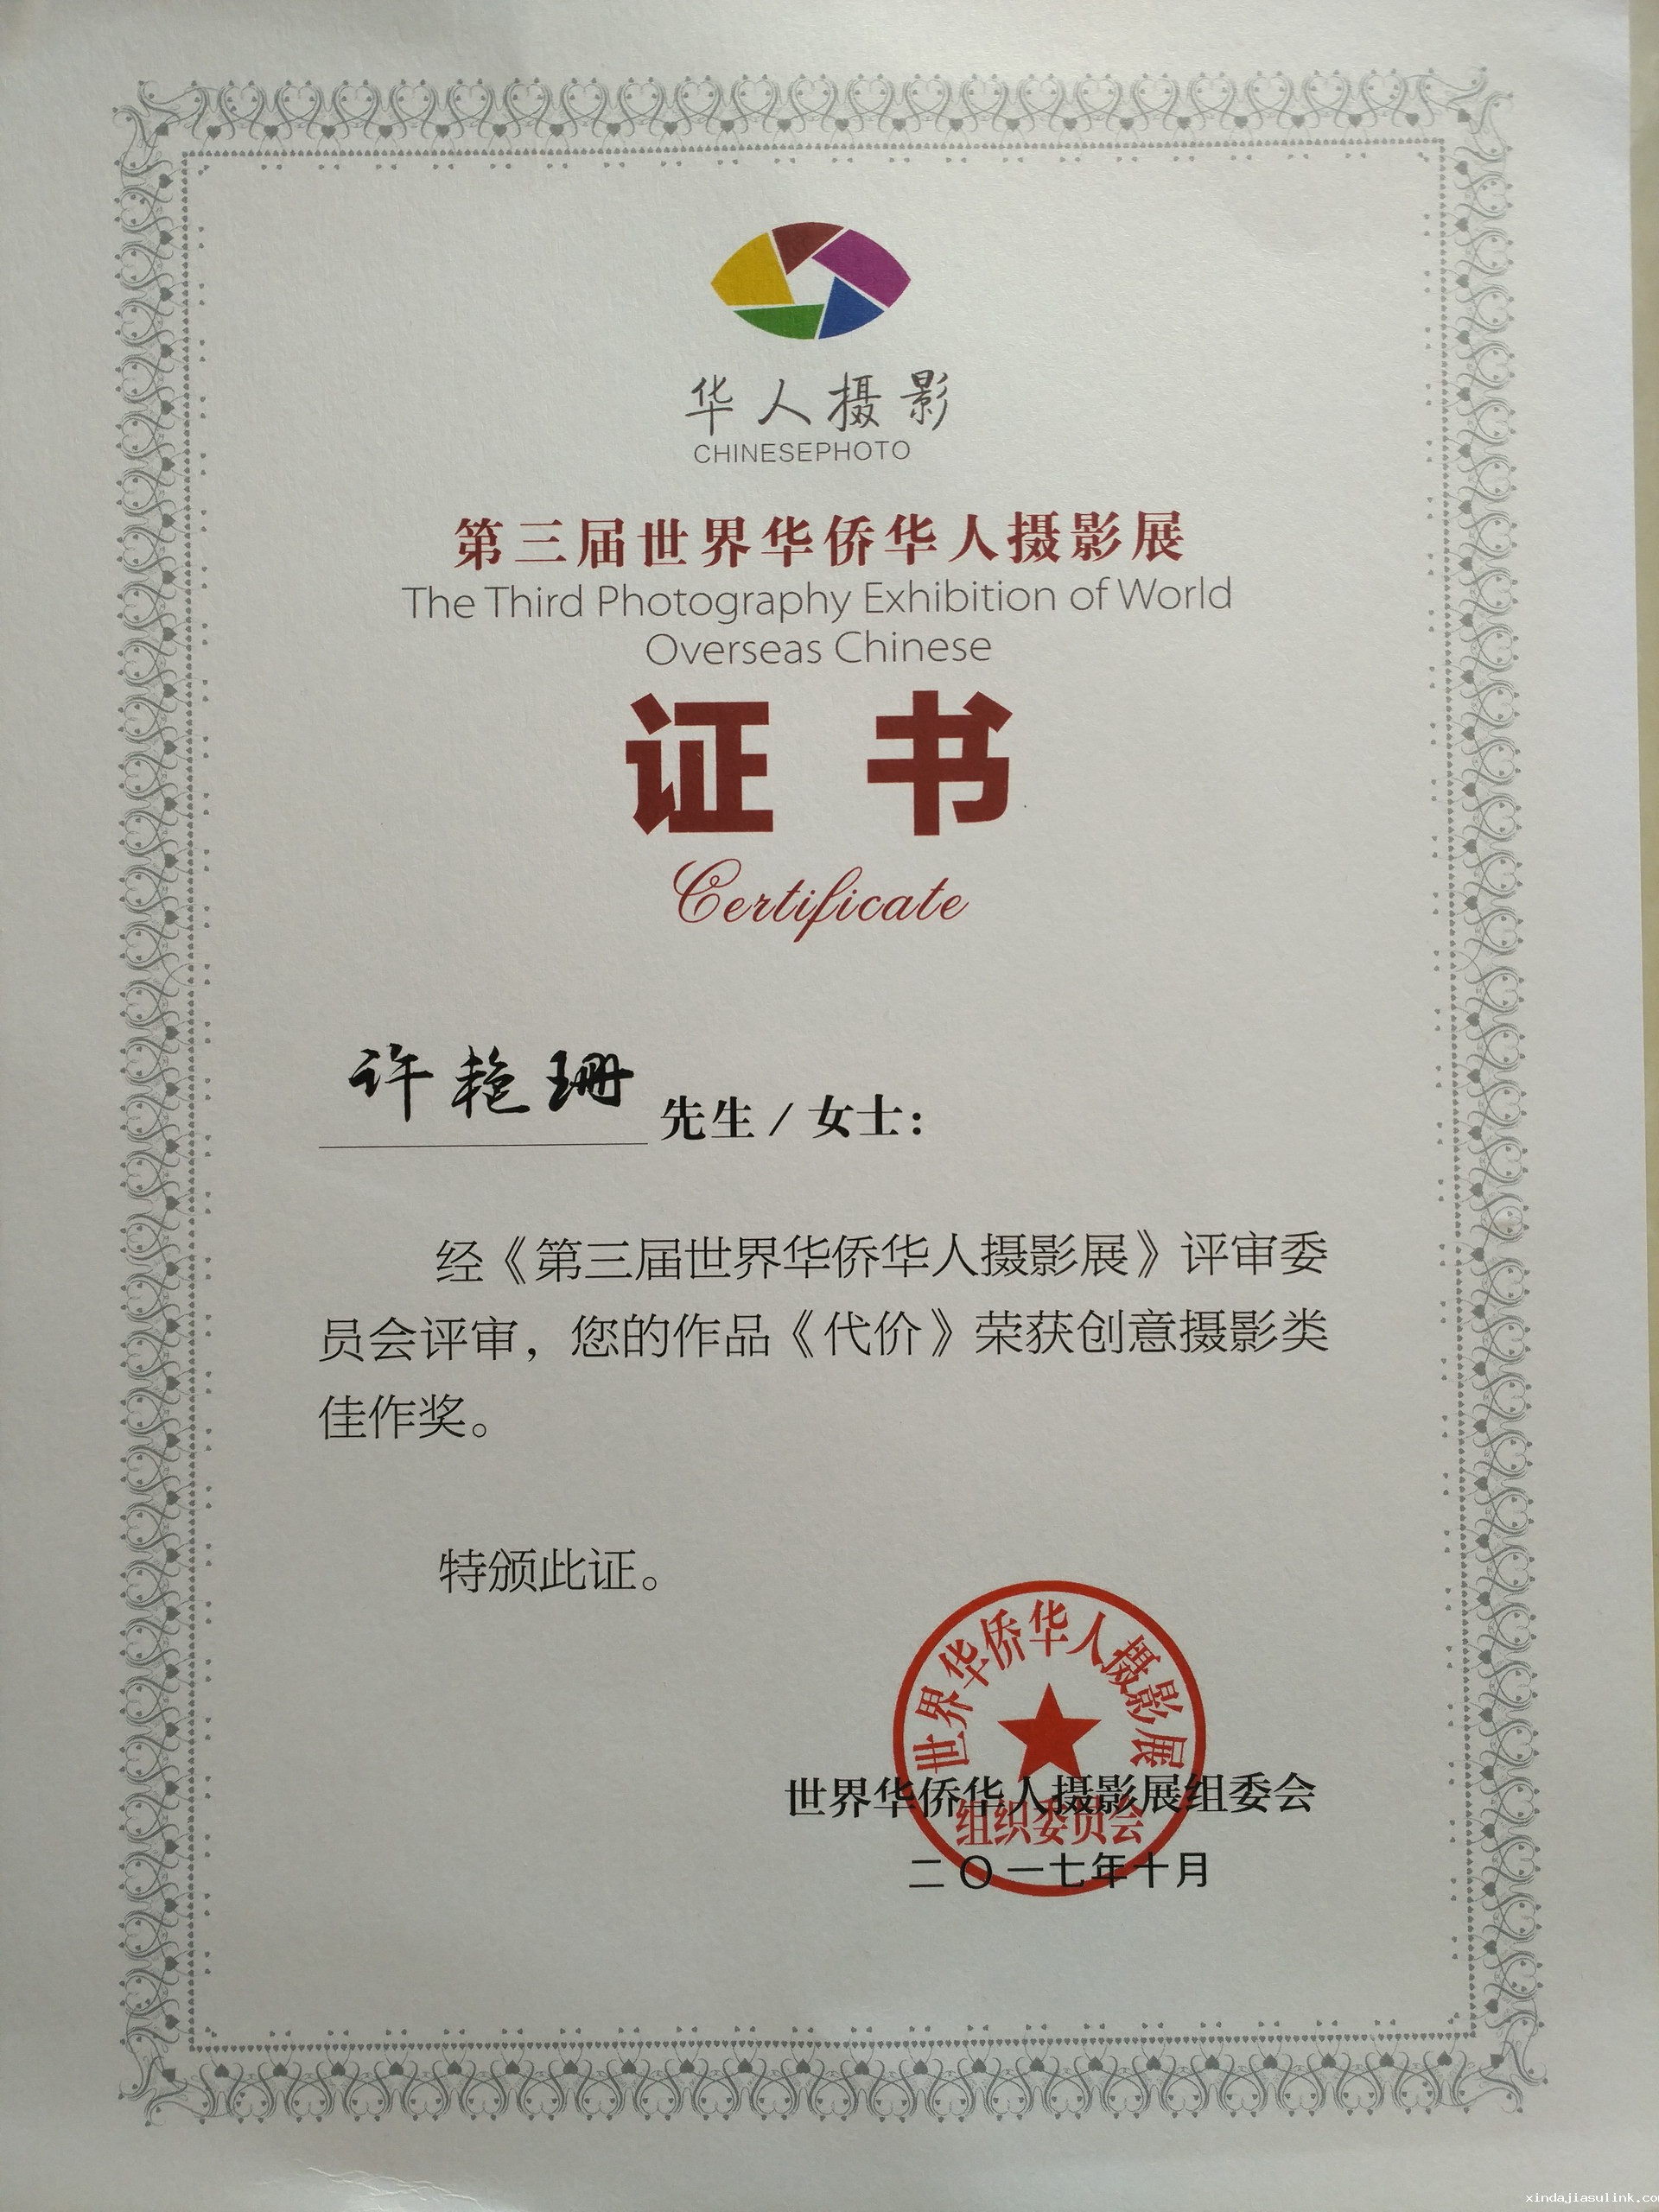 华人摄影
CHINESEPHOTO
第三届世界华侨华人摄影展
The Third Photography Exhibition of World
Overseas Chinese
证书
Certificate
许艳珊 先生/女士：
经《第三届世界华侨华人摄影展》评审委
员会评审，您的作品《代价》荣获创意摄影类
佳作奖。
特颁此证。
世界华侨华人摄影展
世界华侨华人摄影展组委会
组织委员会
二〇一七年十月
xindajiasulink.co